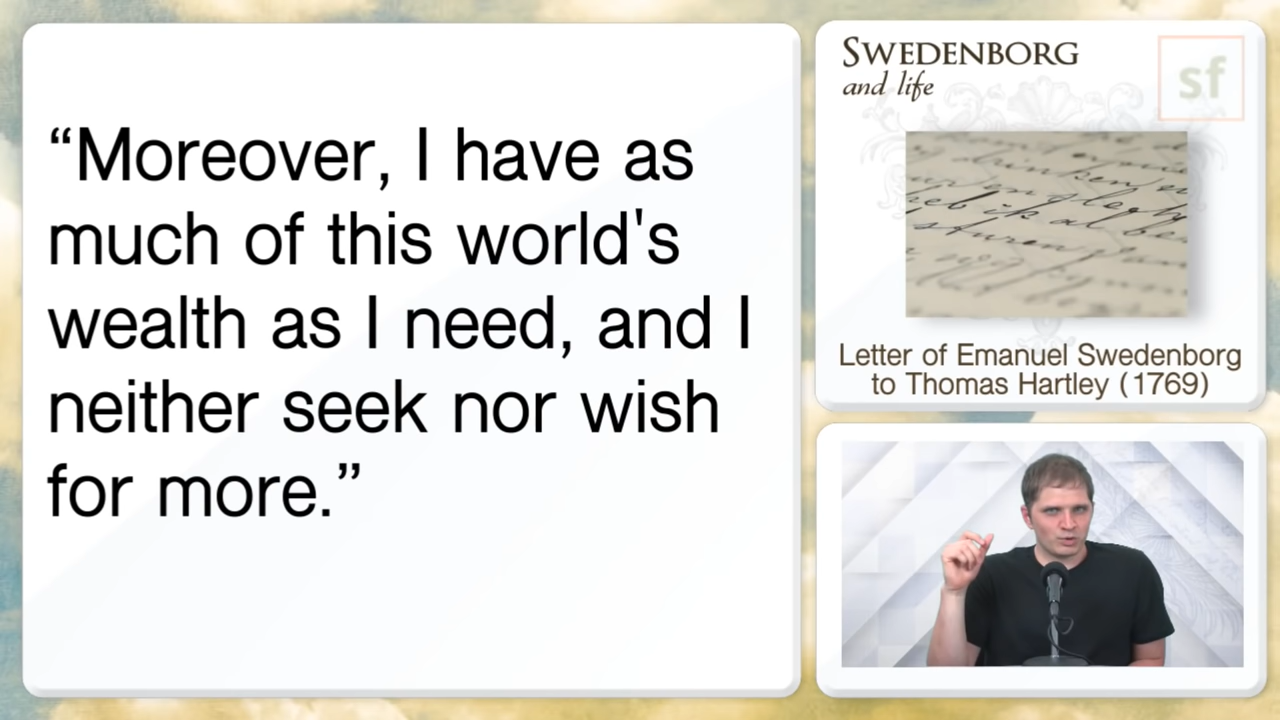 “Moreover, I have as
much of this world's
wealth as I need, and I
neither seek nor wish
for more.”
SWEDENBORG
and life
sf
Letter of Emanuel Swedenborg
to Thomas Hartley (1769)